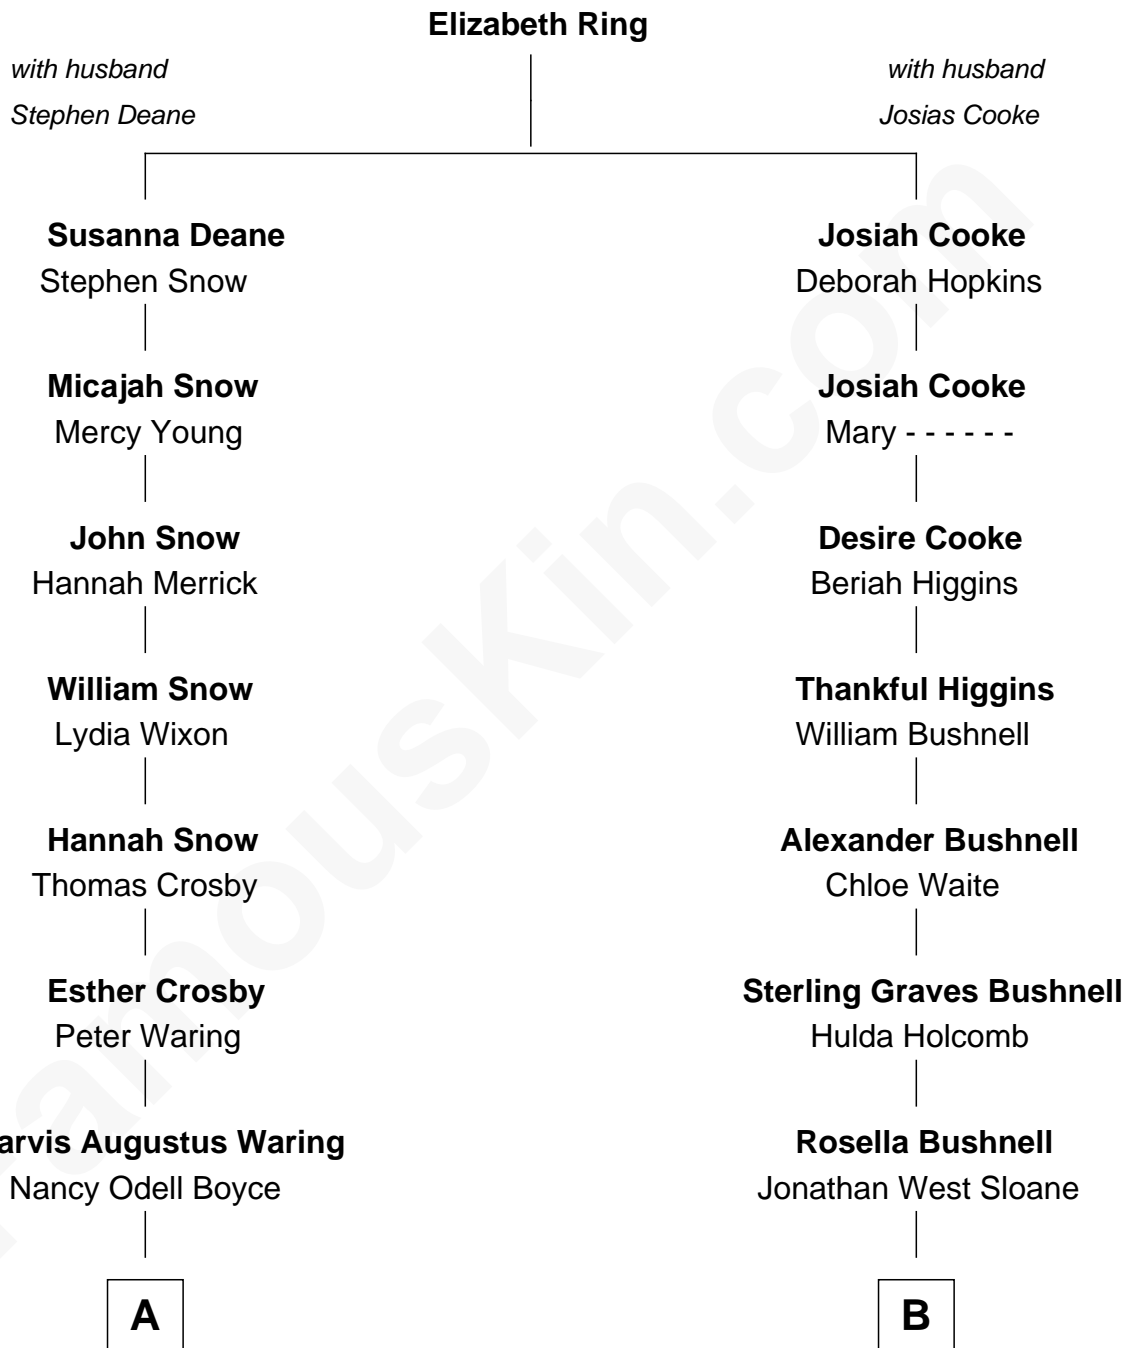 Elizabeth Ring
with husband
Stephen Deane
with husband
Josias Cooke
Susanna Deane
Stephen Snow
Micajah Snow
Mercy Young
John Snow
Hannah Merrick
William Snow
Lydia Wixon
Hannah Snow
Thomas Crosby
Esther Crosby
Peter Waring
arvis Augustus Waring
Nancy Odell Boyce
A
Josiah Cooke
Deborah Hopkins
Josiah Cooke
Mary - - - - - -
Desire Cooke
Beriah Higgins
Thankful Higgins
William Bushnell
Alexander Bushnell
Chloe Waite
Sterling Graves Bushnell
Hulda Holcomb
Rosella Bushnell
Jonathan West Sloane
B
FamousKin.com